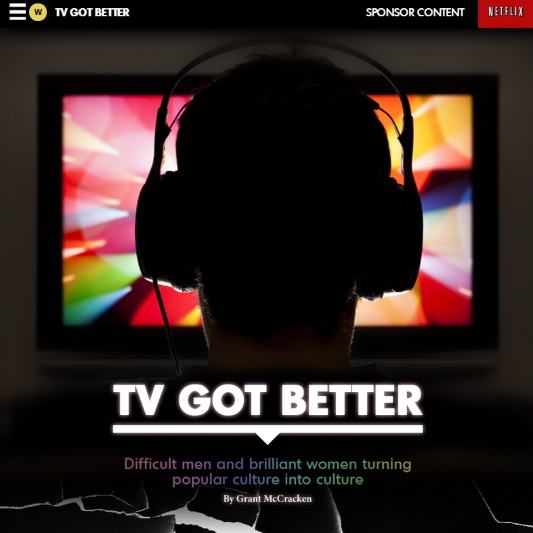 W TV GOT BETTER SPONSOR CONTENT NETFLIX
TV GOT BETTER
Difficult men and brilliant women turning
popular culture into culture
By Grant McCracken